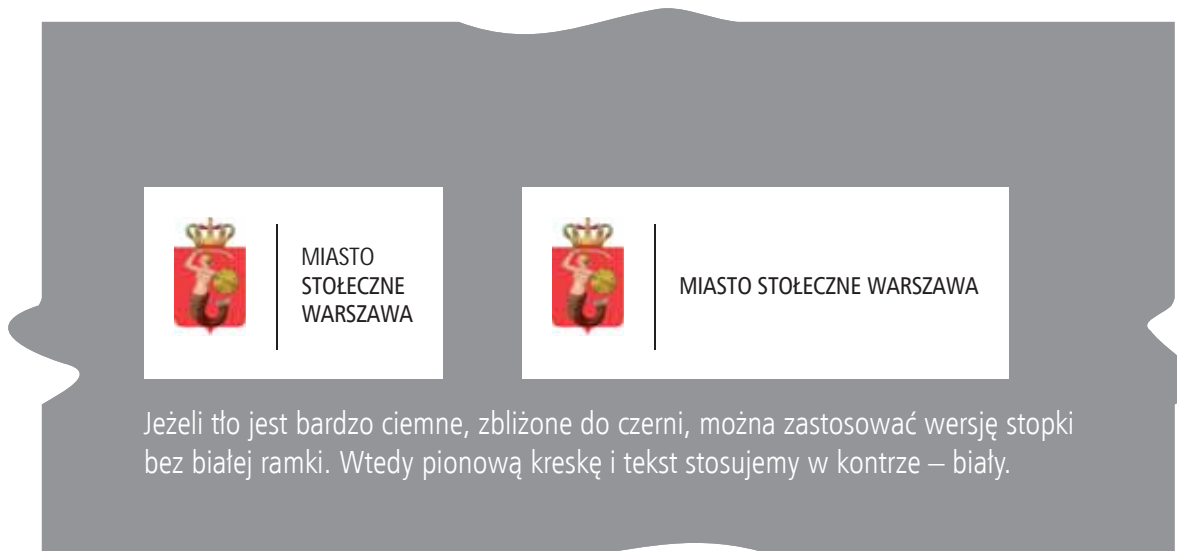 MIASTO
STOŁECZNE
WARSZAWA
MIASTO STOŁECZNE WARSZAWA
Jeżeli tło jest bardzo ciemne, zbliżone do czerni, można zastosować wersję stopki
bez białej ramki. Wtedy pionową kreskę i tekst stosujemy w kontrze – biały.